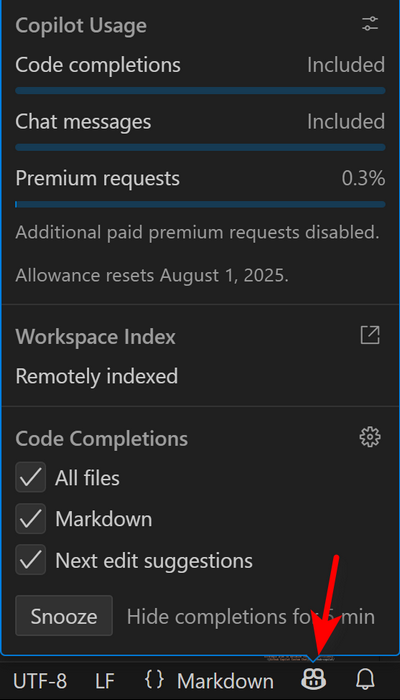 Copilot Usage
Code completions Included
Chat messages Included
Premium requests 0.3%
Additional paid premium requests disabled.
Allowance resets August 1, 2025.
Workspace Index
Remotely indexed
Code Completions
All files
Markdown
Next edit suggestions
Snooze Hide completions for 5 min
UTF-8 LF {} Markdown